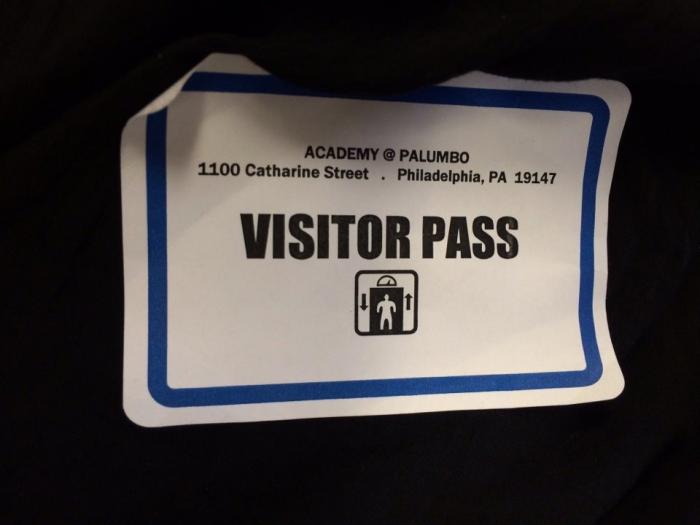 ACADEMY @ PALUMBO
1100 Catharine Street . Philadelphia, PA 19147
VISITOR PASS